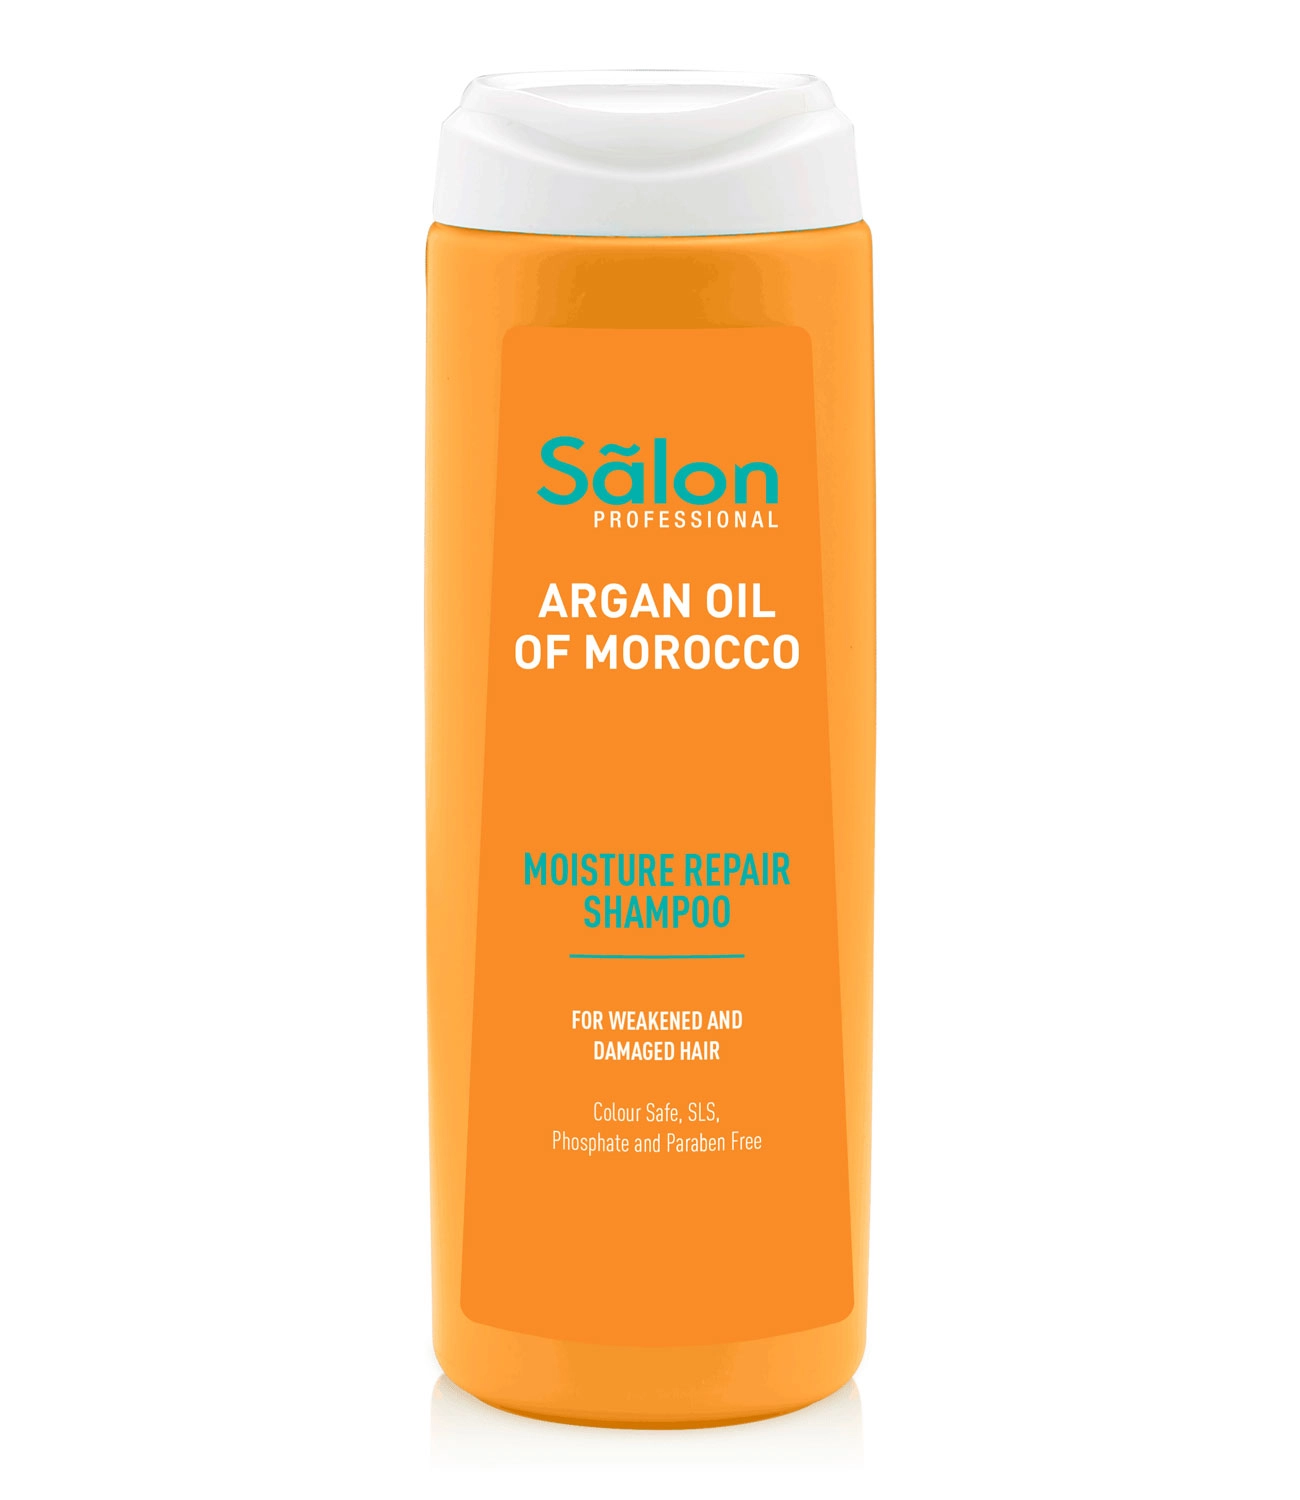 Sãlon
PROFESSIONAL
ARGAN OIL
OF MOROCCO
MOISTURE REPAIR
SHAMPOO
FOR WEAKENED AND
DAMAGED HAIR
Colour Safe, SLS,
Phosphate and Paraben Free